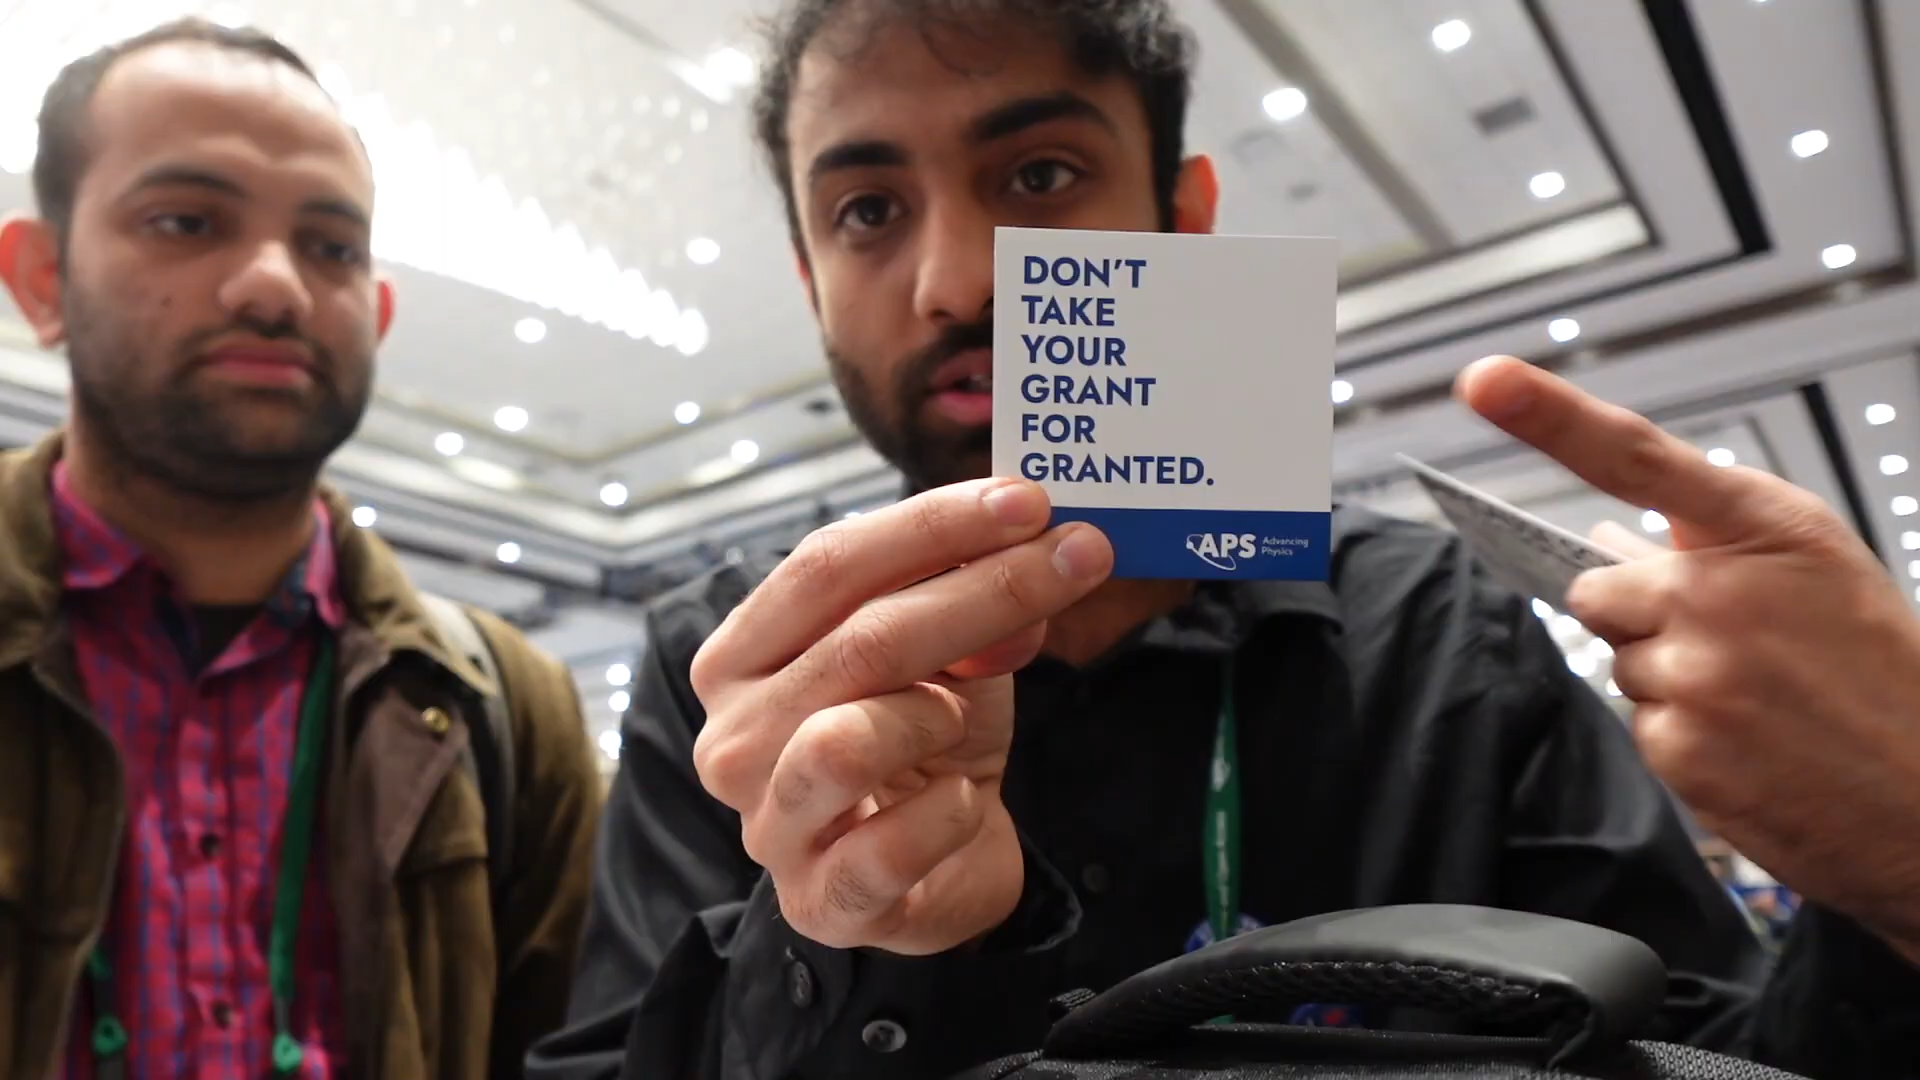 DON'T
TAKE
YOUR
GRANT
FOR
GRANTED.
APS Advancing
Physics